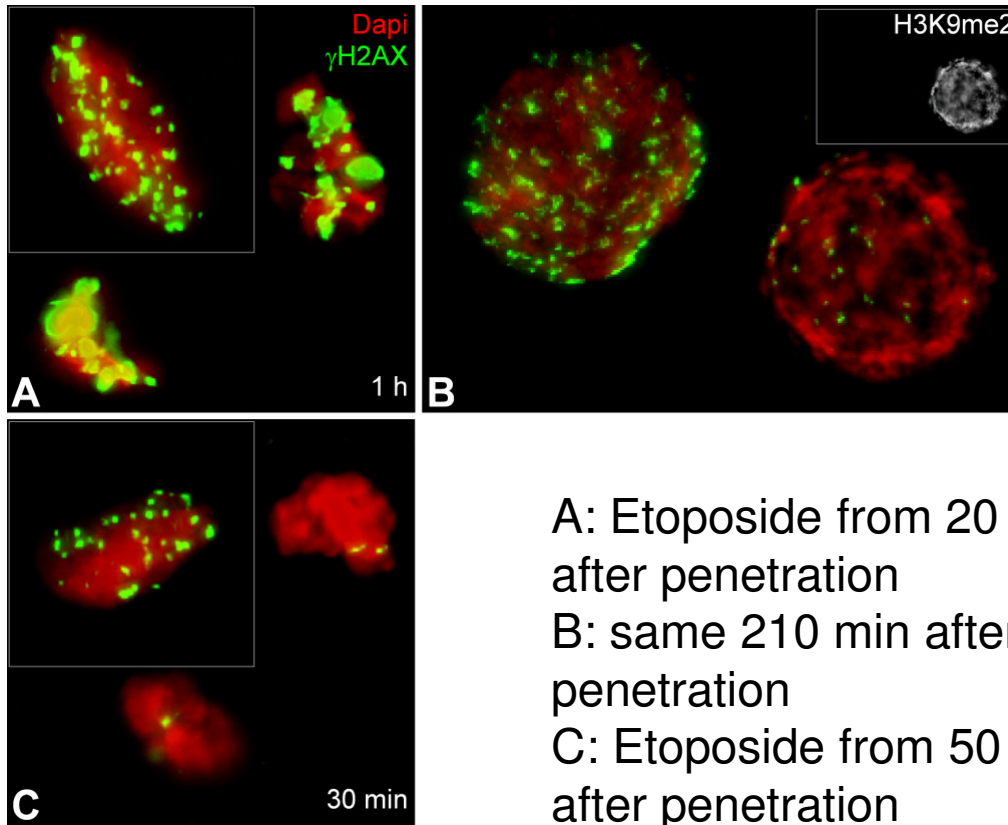 Dapi
γH2AX
A
1 h
H3K9me2
B
C
30 min
A: Etoposide from 20
after penetration
B: same 210 min after
penetration
C: Etoposide from 50
after penetration